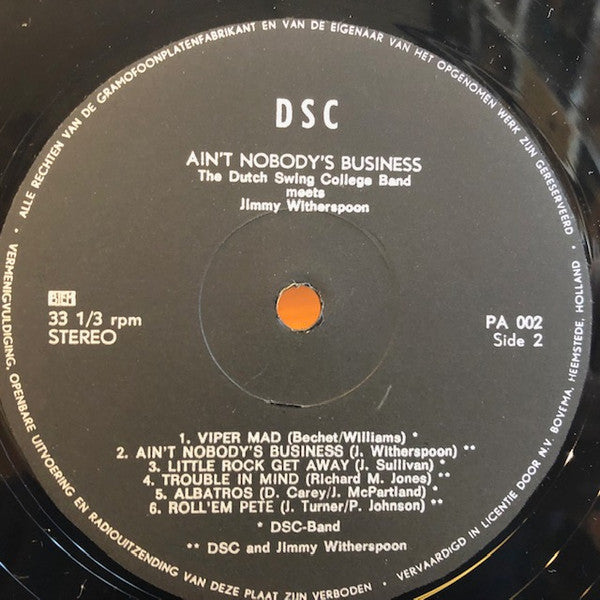 · ALLE RECHTEN VAN DE GRAMOFOONPLATENFABRIKANT EN VAN DE EIGENAAR VAN HET OPGENOMEN WERK ZIJN GERESERVEERD ·
DSC
AIN'T NOBODY'S BUSINESS
The Dutch Swing College Band
meets
Jimmy Witherspoon
BIEM
33 1/3 rpm
STEREO
PA 002
Side 2
1. VIPER MAD (Bechet/Williams) *
2. AIN'T NOBODY'S BUSINESS (J. Witherspoon) **
3. LITTLE ROCK GET AWAY (J. Sullivan) *
4. TROUBLE IN MIND (Richard M. Jones) **
5. ALBATROS (D. Carey/J. McPartland) *
6. ROLL'EM PETE (J. Turner/P. Johnson) **
* DSC-Band
** DSC and Jimmy Witherspoon
VERMENIGVULDIGING, OPENBARE UITVOERING EN RADIOUITZENDING VAN DEZE PLAAT ZIJN VERBODEN ·
VERVAARDIGD IN LICENTIE DOOR N.V. BOVEMA, HEEMSTEDE, HOLLAND ·